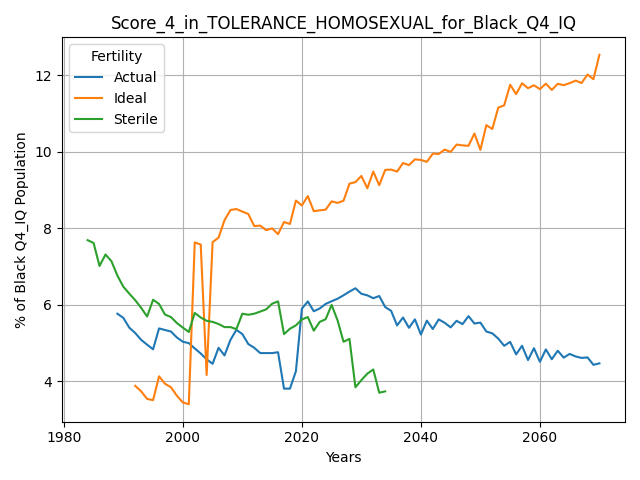 Score_4_in_TOLERANCE_HOMOSEXUAL_for_Black_Q4_IQ
Fertility
Actual
Ideal
Sterile
% of Black Q4_IQ Population
12
10
8
6
4
1980
2000
2020
2040
2060
Years